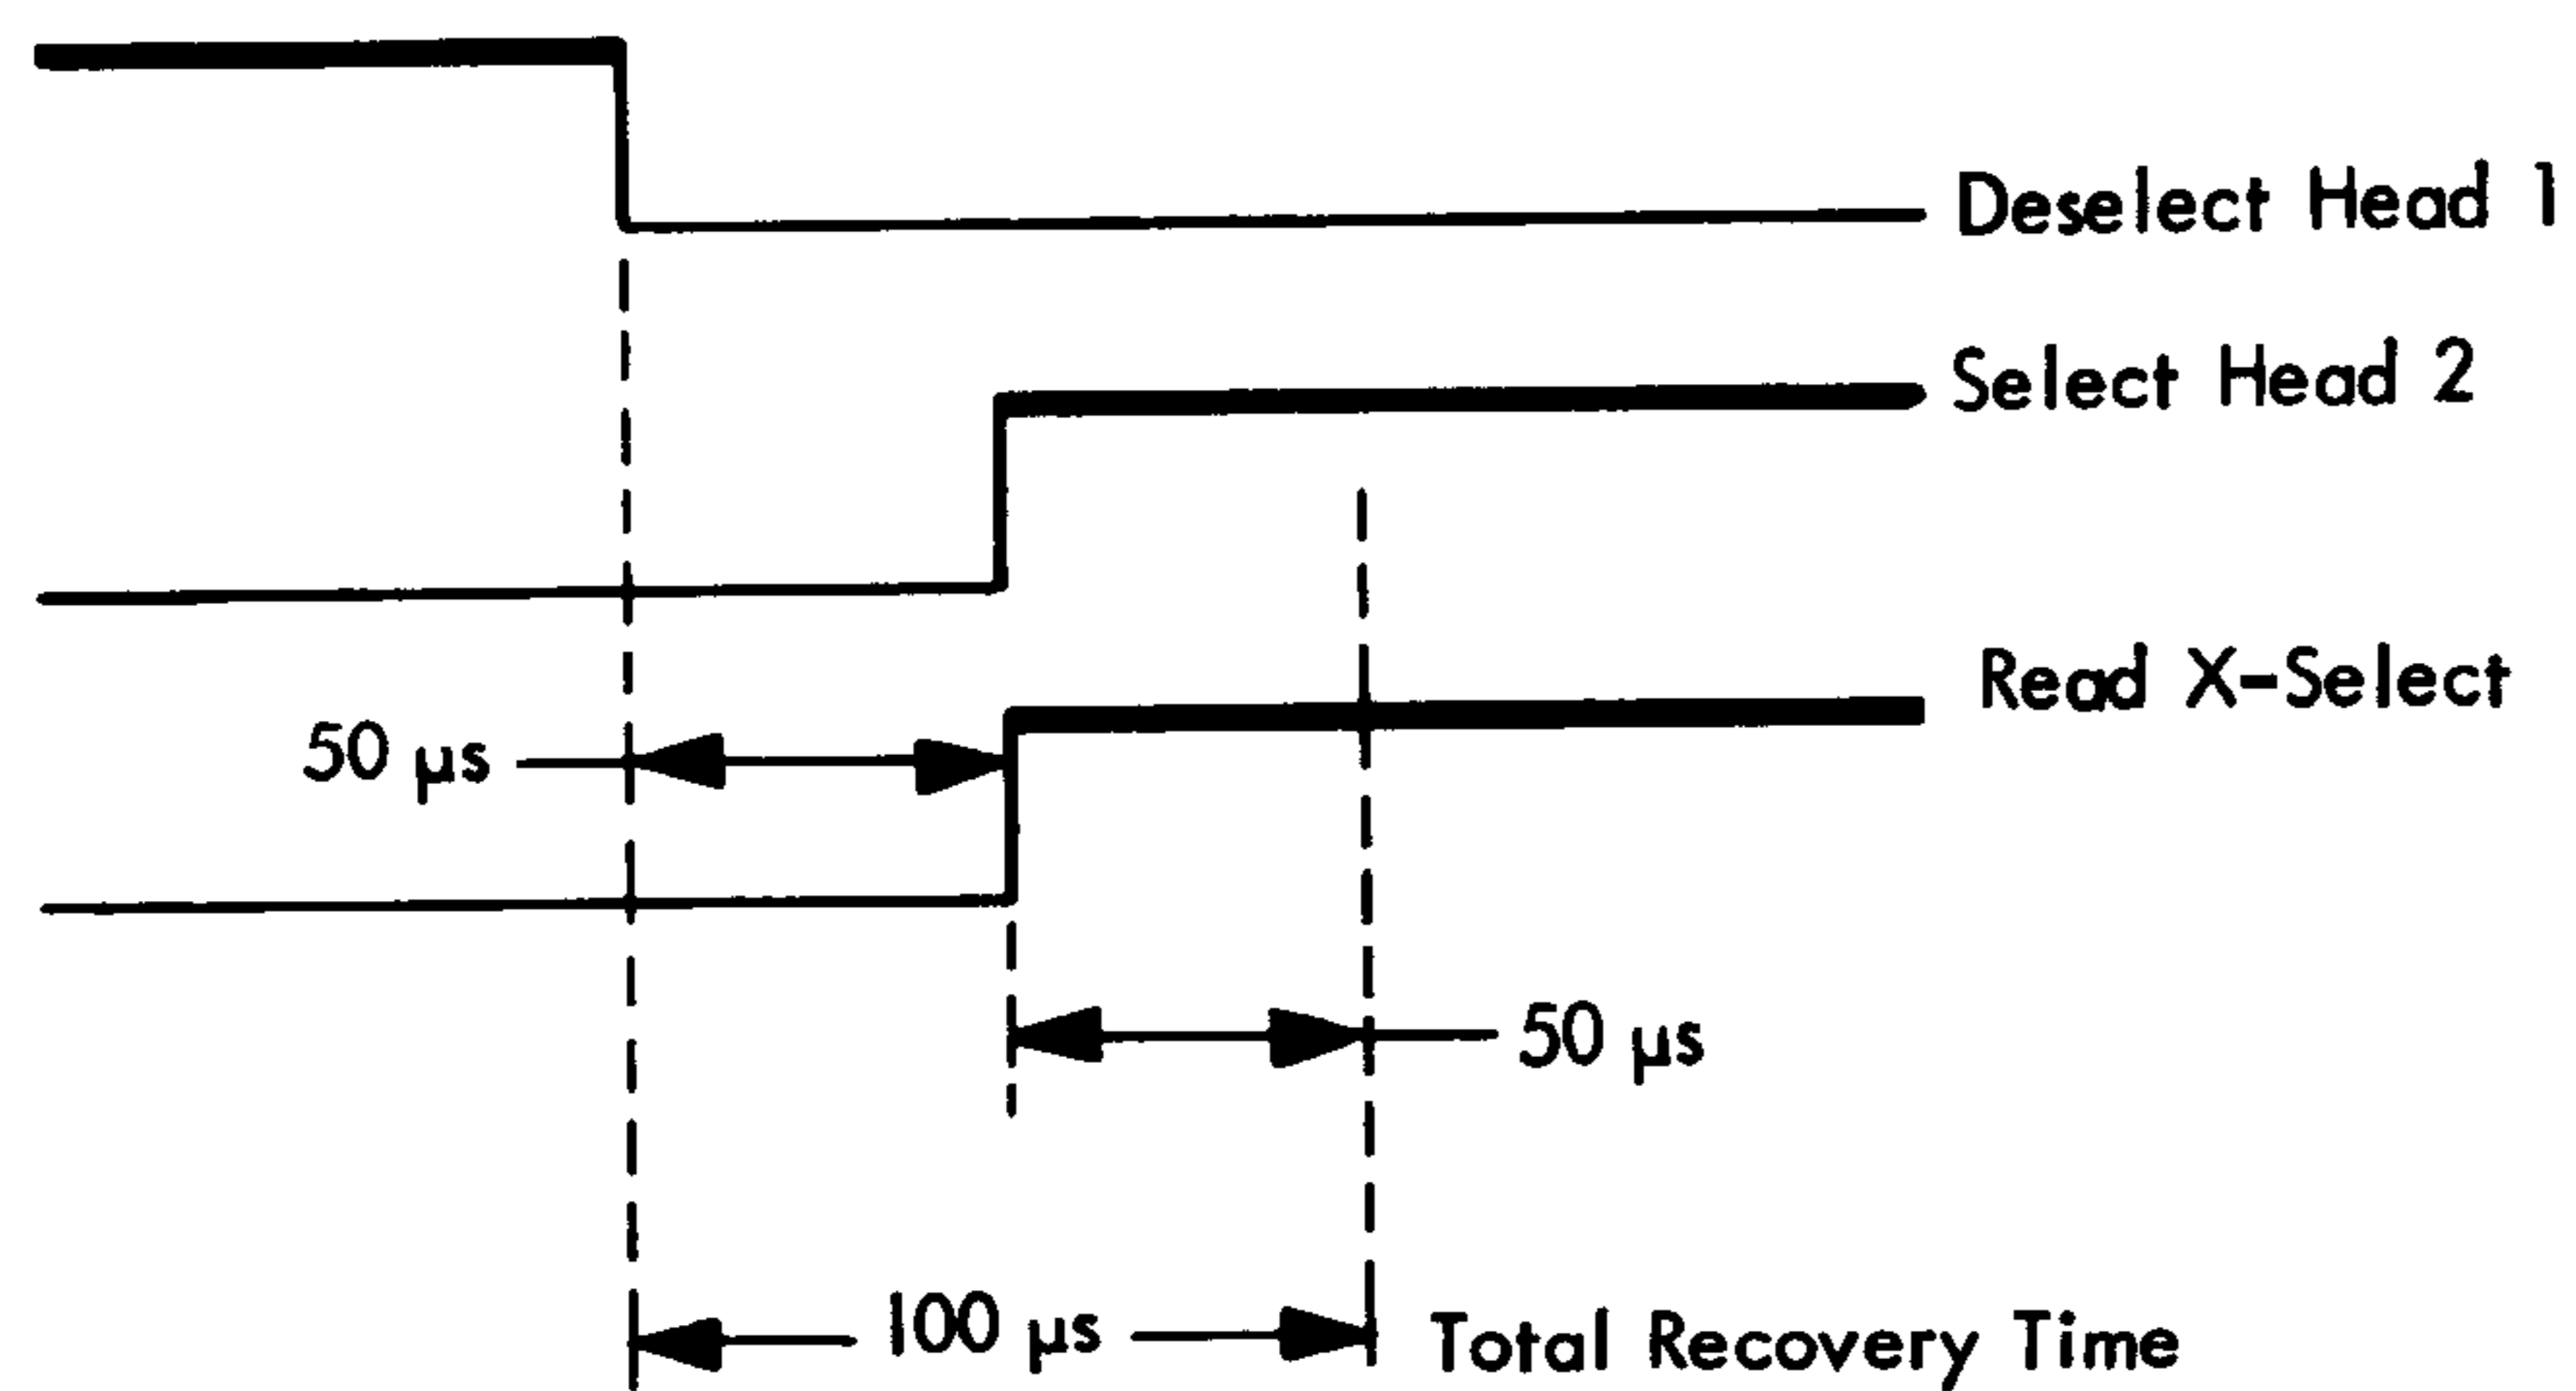 Deselect Head 1
Select Head 2
Read X-Select
50 µs
50 µs
100 µs
Total Recovery Time